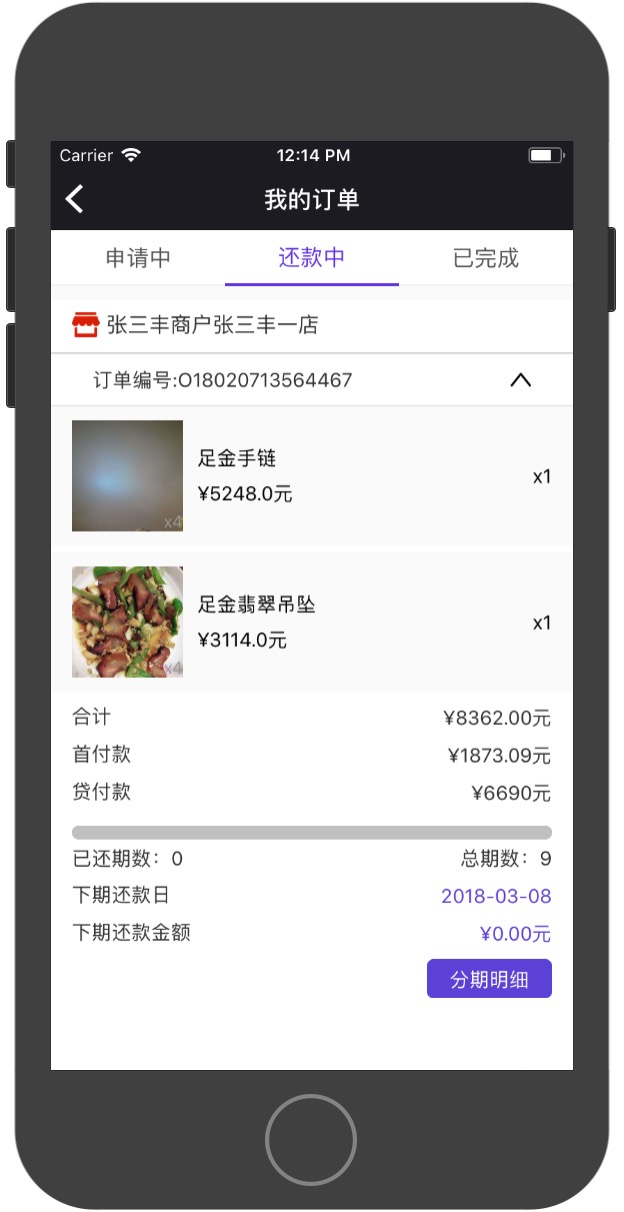 Carrier 12:14 PM
我的订单
申请中 还款中 已完成
张三丰商户张三丰一店
订单编号:O18020713564467
足金手链
¥5248.0元
x1
x4
足金翡翠吊坠
¥3114.0元
x1
x4
合计 ¥8362.00元
首付款 ¥1873.09元
贷付款 ¥6690元
已还期数：0 总期数：9
下期还款日 2018-03-08
下期还款金额 ¥0.00元
分期明细